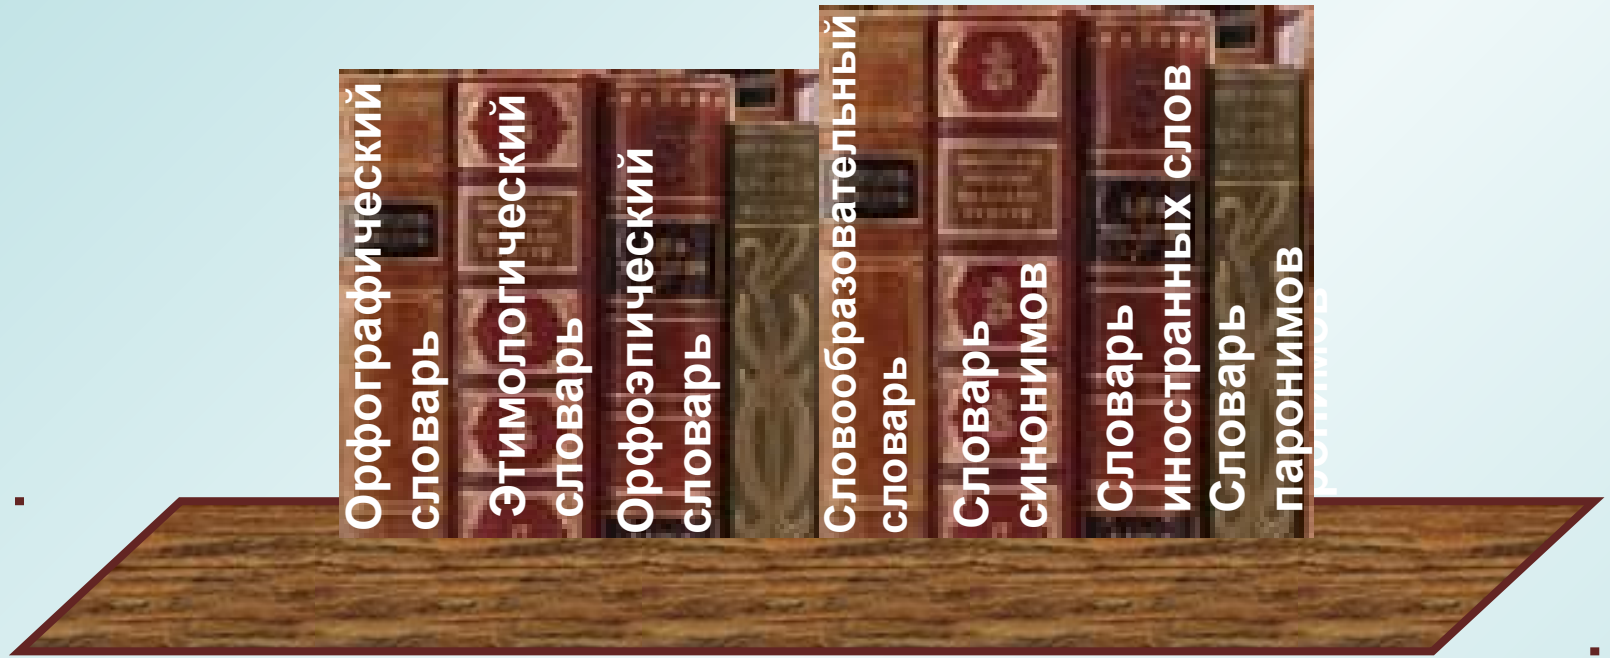 Орфографический
словарь
Этимологический
словарь
Орфоэпический
словарь
Словообразовательный
словарь
Словарь
синонимов
Словарь
иностранных слов
Словарь
паронимов